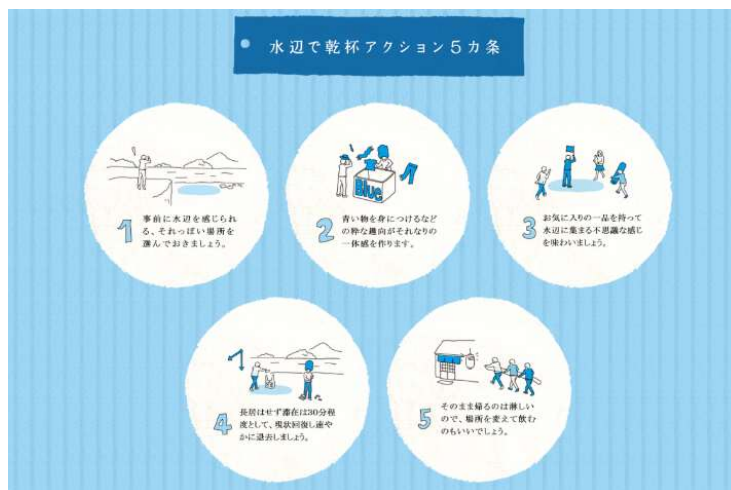 水辺で乾杯アクション5カ条
Blue
1
事前に水辺を感じられ
る、それっぽい場所を
選んでおきましょう。
2
青い物を身につけるなど
の粋な趣向がそれなりの
一体感を作ります。
3
お気に入りの一品を持って
水辺に集まる不思議な感じ
を味わいましょう。
4
長居はせず滞在は30分程
度として、現状回復し速や
かに退去しましょう。
5
そのまま帰るのは淋しい
ので、場所を変えて飲む
のもいいでしょう。